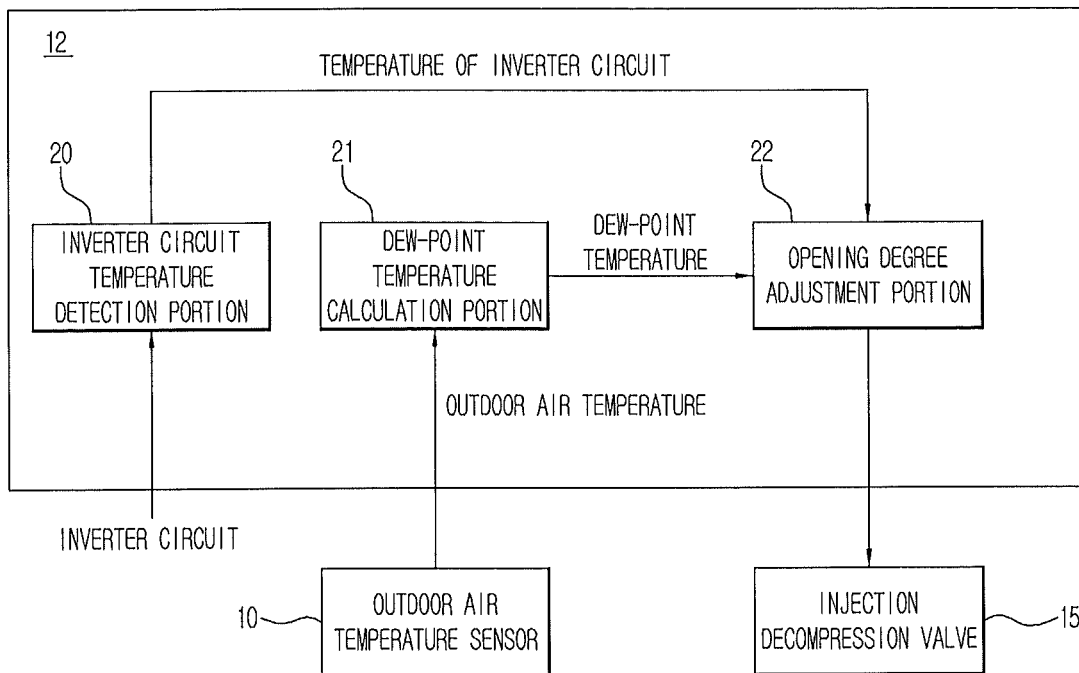 12
TEMPERATURE OF INVERTER CIRCUIT
20
21
22
INVERTER CIRCUIT
TEMPERATURE
DETECTION PORTION
DEW-POINT
TEMPERATURE
CALCULATION PORTION
DEW-POINT
TEMPERATURE
OPENING DEGREE
ADJUSTMENT PORTION
OUTDOOR AIR TEMPERATURE
INVERTER CIRCUIT
10
OUTDOOR AIR
TEMPERATURE SENSOR
INJECTION
DECOMPRESSION VALVE
15